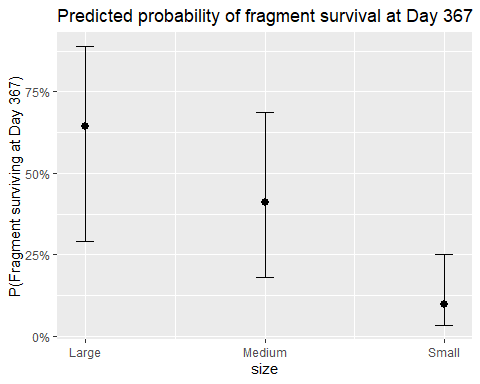 Predicted probability of fragment survival at Day 367
P(Fragment surviving at Day 367)
75%
50%
25%
0%
Large
Medium
Small
size